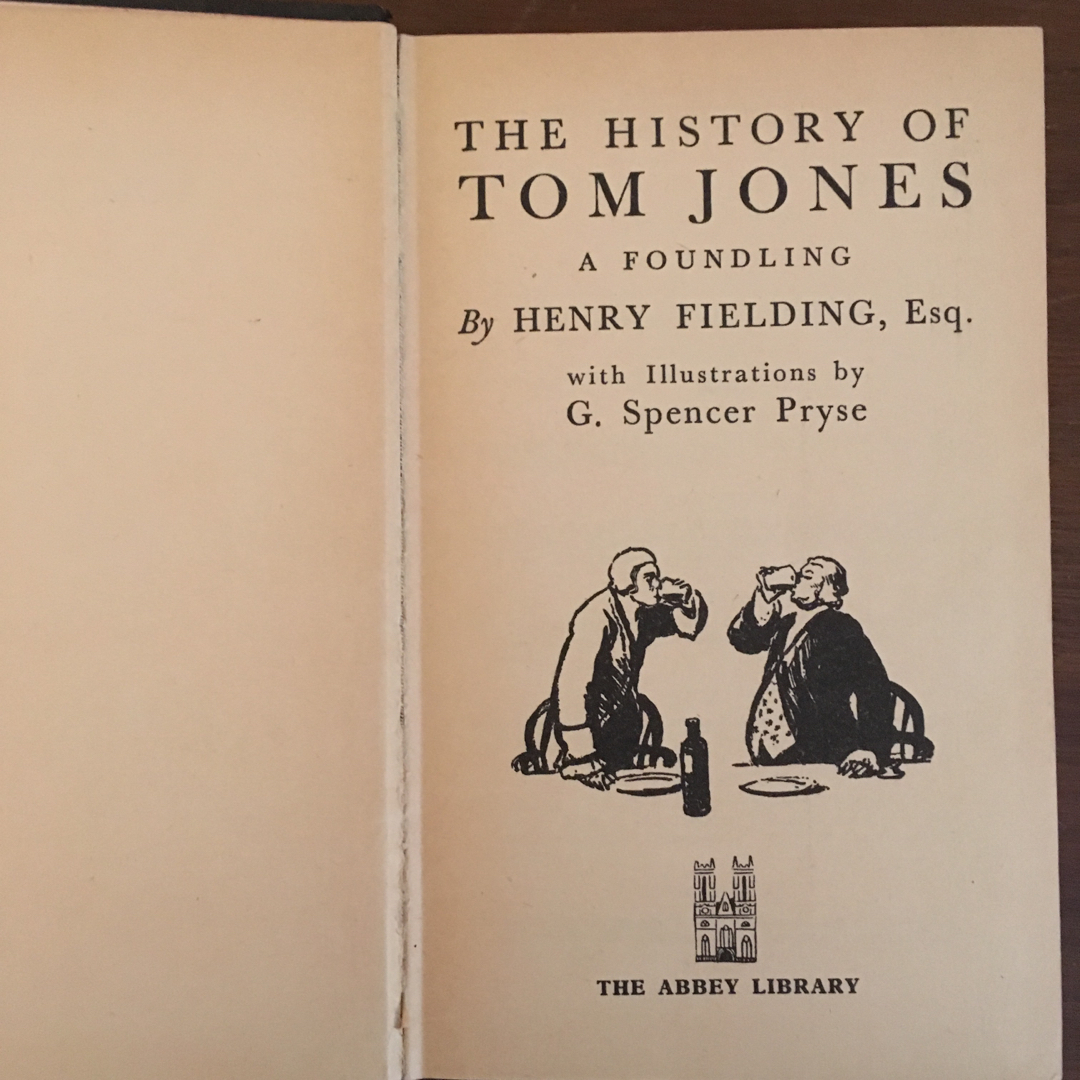 THE HISTORY OF
TOM JONES
A FOUNDLING
By HENRY FIELDING, Esq.
with Illustrations by
G. Spencer Pryse
THE ABBEY LIBRARY